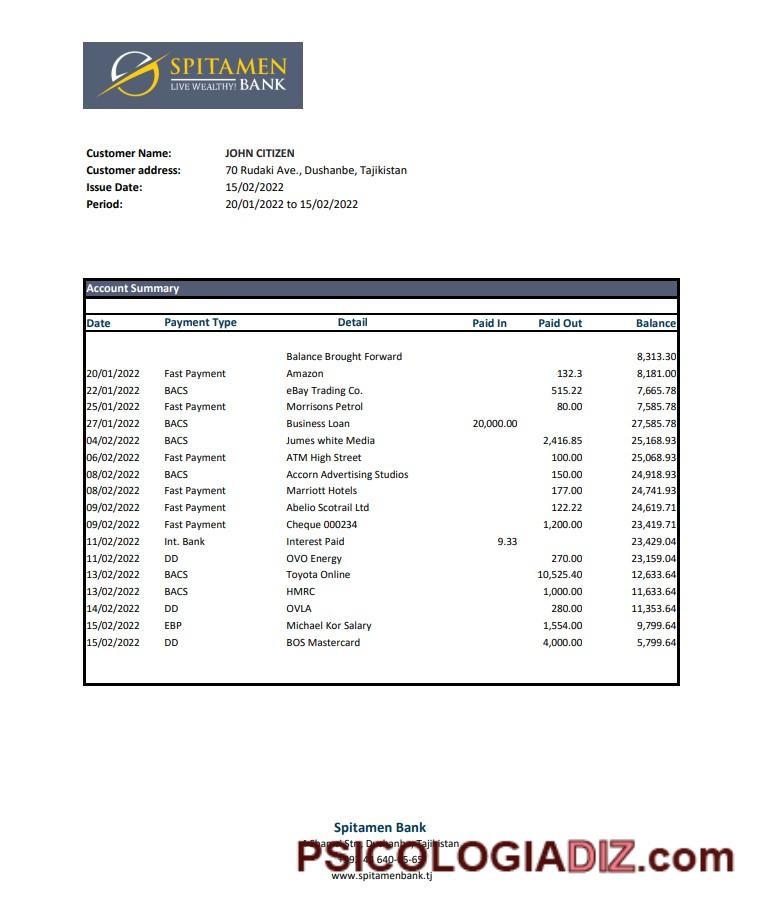 SPITAMEN
LIVE WEALTHY! BANK
Customer Name: JOHN CITIZEN
Customer address: 70 Rudaki Ave., Dushanbe, Tajikistan
Issue Date: 15/02/2022
Period: 20/01/2022 to 15/02/2022
Account Summary
Date Payment Type Detail Paid In Paid Out Balance
Balance Brought Forward 8,313.30
20/01/2022 Fast Payment Amazon 132.3 8,181.00
22/01/2022 BACS eBay Trading Co. 515.22 7,665.78
25/01/2022 Fast Payment Morrisons Petrol 80.00 7,585.78
27/01/2022 BACS Business Loan 20,000.00 27,585.78
04/02/2022 BACS Jumes white Media 2,416.85 25,168.93
06/02/2022 Fast Payment ATM High Street 100.00 25,068.93
08/02/2022 BACS Accorn Advertising Studios 150.00 24,918.93
08/02/2022 Fast Payment Marriott Hotels 177.00 24,741.93
09/02/2022 Fast Payment Abelio Scotrail Ltd 122.22 24,619.71
09/02/2022 Fast Payment Cheque 000234 1,200.00 23,419.71
11/02/2022 Int. Bank Interest Paid 9.33 23,429.04
11/02/2022 DD OVO Energy 270.00 23,159.04
13/02/2022 BACS Toyota Online 10,525.40 12,633.64
13/02/2022 BACS HMRC 1,000.00 11,633.64
14/02/2022 DD OVLA 280.00 11,353.64
15/02/2022 EBP Michael Kor Salary 1,554.00 9,799.64
15/02/2022 DD BOS Mastercard 4,000.00 5,799.64
Spitamen Bank
Dushanbe, Tajikistan
PSICOLOGIADIZ.com
www.spitamenbank.tj